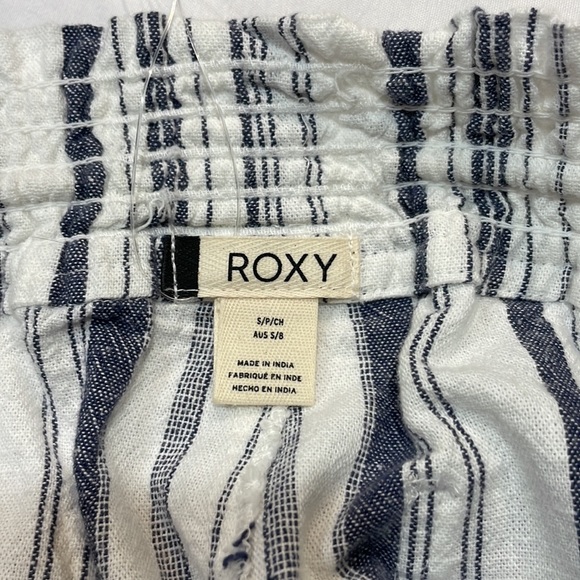 ROXY
S/P/CH
AUS S/8
MADE IN INDIA
FABRIQUÉ EN INDE
HECHO EN INDIA